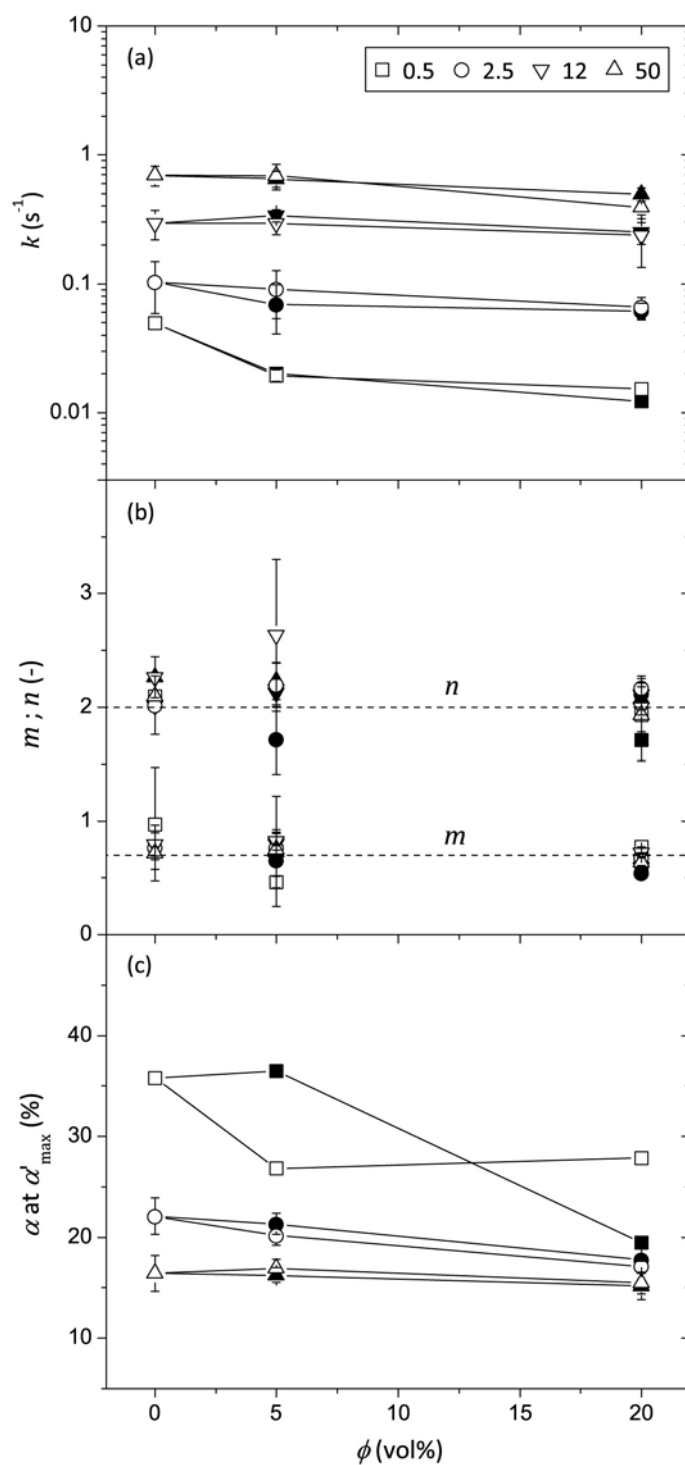 (a)
0.5 2.5 12 50
10
1
0.1
0.01
k (s⁻¹)
(b)
3
2
1
0
n
m
m ; n (-)
(c)
40
30
20
10
α at α'max (%)
0 5 10 15 20
ϕ (vol%)